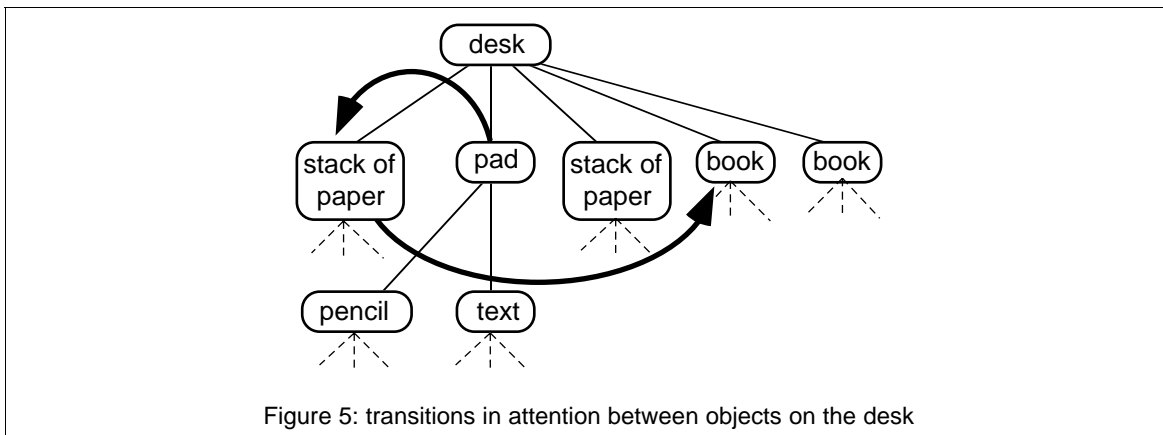 desk
stack of
paper
pad
stack of
paper
book
book
pencil
text
Figure 5: transitions in attention between objects on the desk